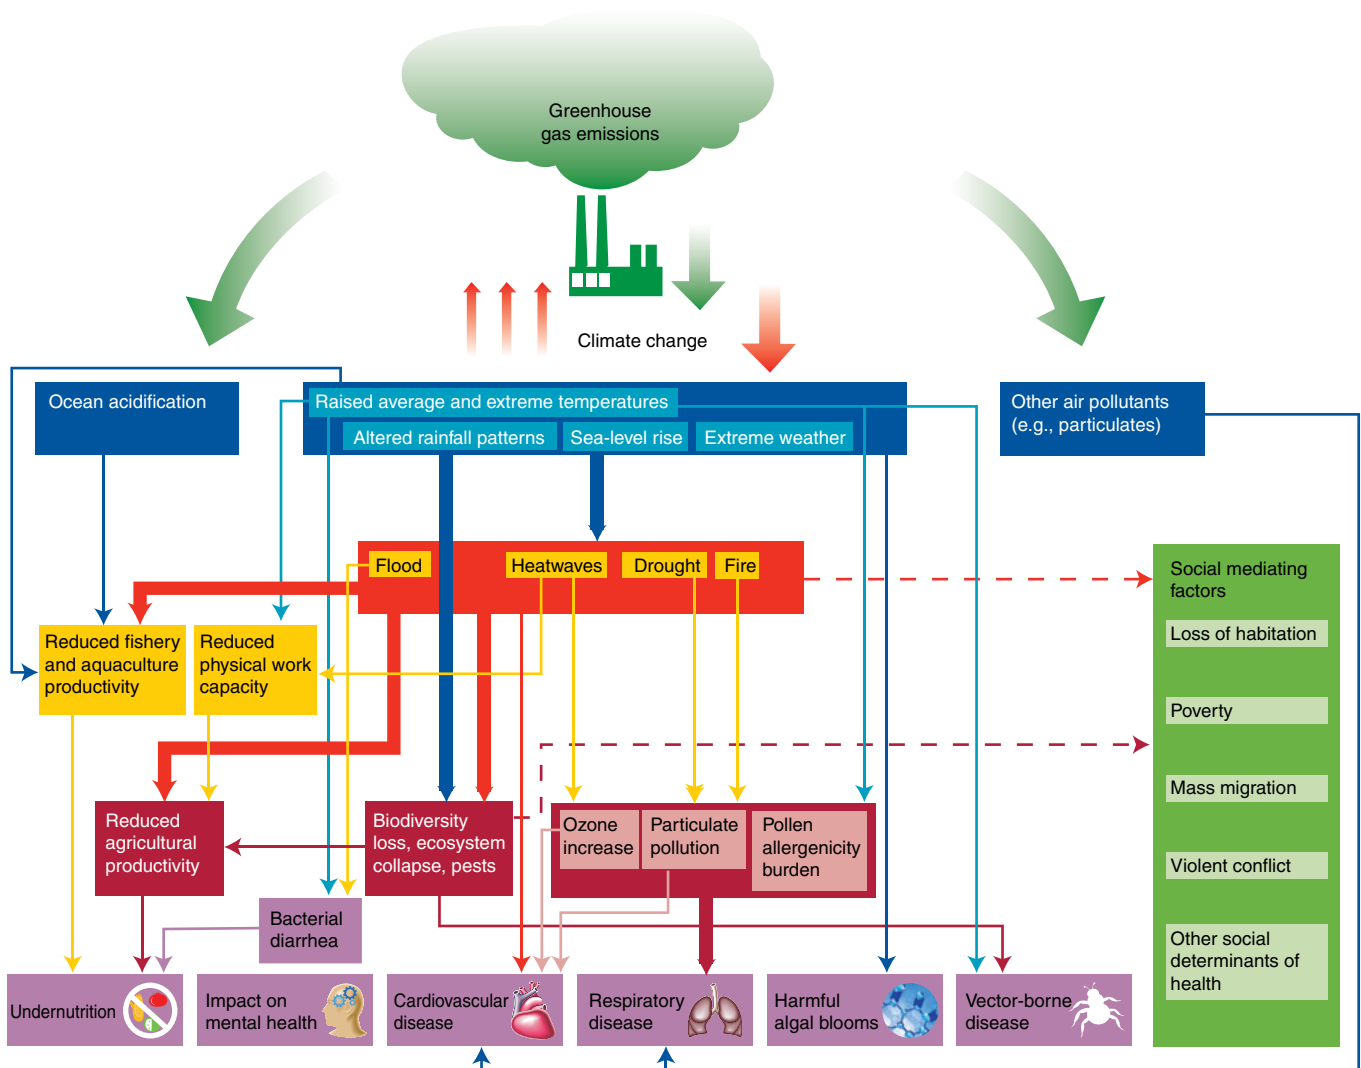 Greenhouse
gas emissions
Climate change
Ocean acidification
Raised average and extreme temperatures
Altered rainfall patterns
Sea-level rise
Extreme weather
Other air pollutants
(e.g., particulates)
Flood
Heatwaves
Drought
Fire
Social mediating
factors
Loss of habitation
Poverty
Mass migration
Violent conflict
Other social
determinants of
health
Reduced fishery
and aquaculture
productivity
Reduced
physical work
capacity
Reduced
agricultural
productivity
Biodiversity
loss, ecosystem
collapse, pests
Ozone
increase
Particulate
pollution
Pollen
allergenicity
burden
Bacterial
diarrhea
Undernutrition
Impact on
mental health
Cardiovascular
disease
Respiratory
disease
Harmful
algal blooms
Vector-borne
disease